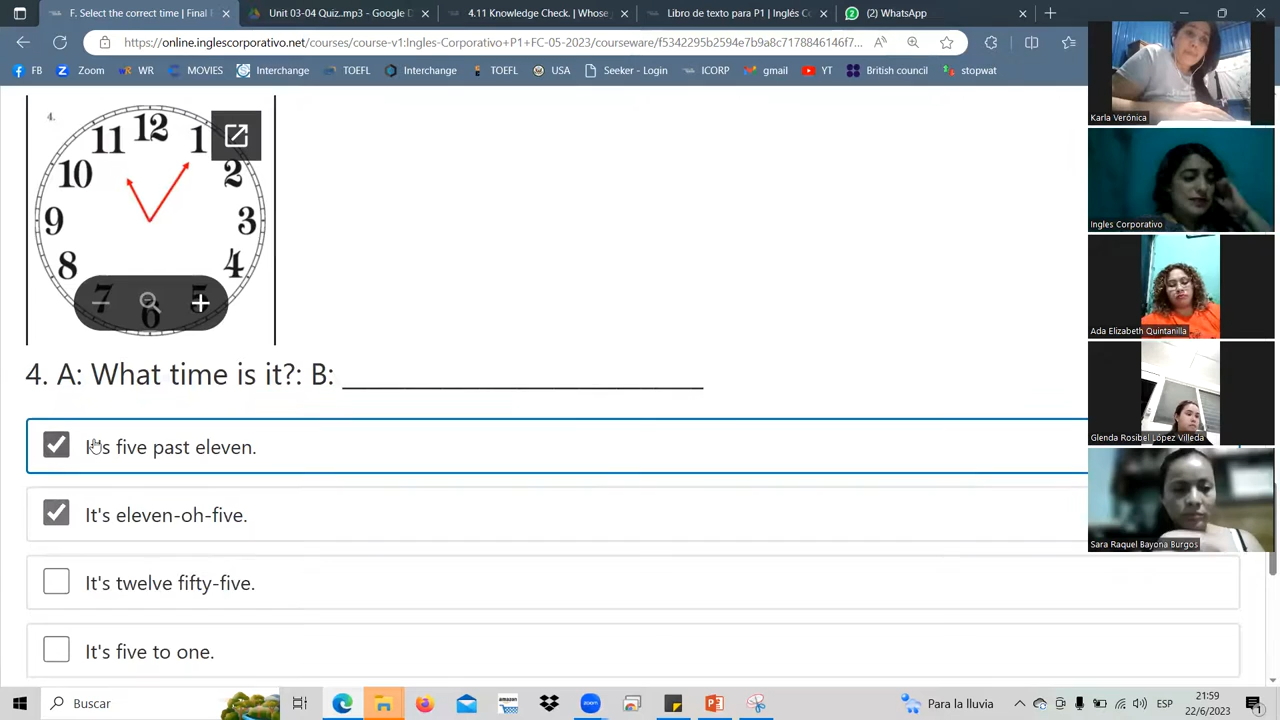 F. Select the correct time | Final
Unit 03-04 Quiz.mp3 - Google D
4.11 Knowledge Check. | Whose
Libro de texto para P1 | Inglés Co
2
(2) WhatsApp
https://online.inglescorporativo.net/courses/course-v1:Ingles-Corporativo+P1+FC-05-2023/courseware/f5342295b2594e7b9a8c7178846146f7...
FB
Zoom
WR
MOVIES
Interchange
TOEFL
Interchange
TOEFL
USA
Seeker - Login
ICORP
gmail
YT
British council
stopwat
4.
12
11
1
10
2
9
3
8
4
7
6
5
4. A: What time is it?: B: ______________________
It's five past eleven.
It's eleven-oh-five.
It's twelve fifty-five.
It's five to one.
Karla Verónica
Ingles Corporativo
Ada Elizabeth Quintanilla
Glenda Rosibel López Villeda
Sara Raquel Bayona Burgos
Buscar
amazon
Para la lluvia
ESP
21:59
22/6/2023
1